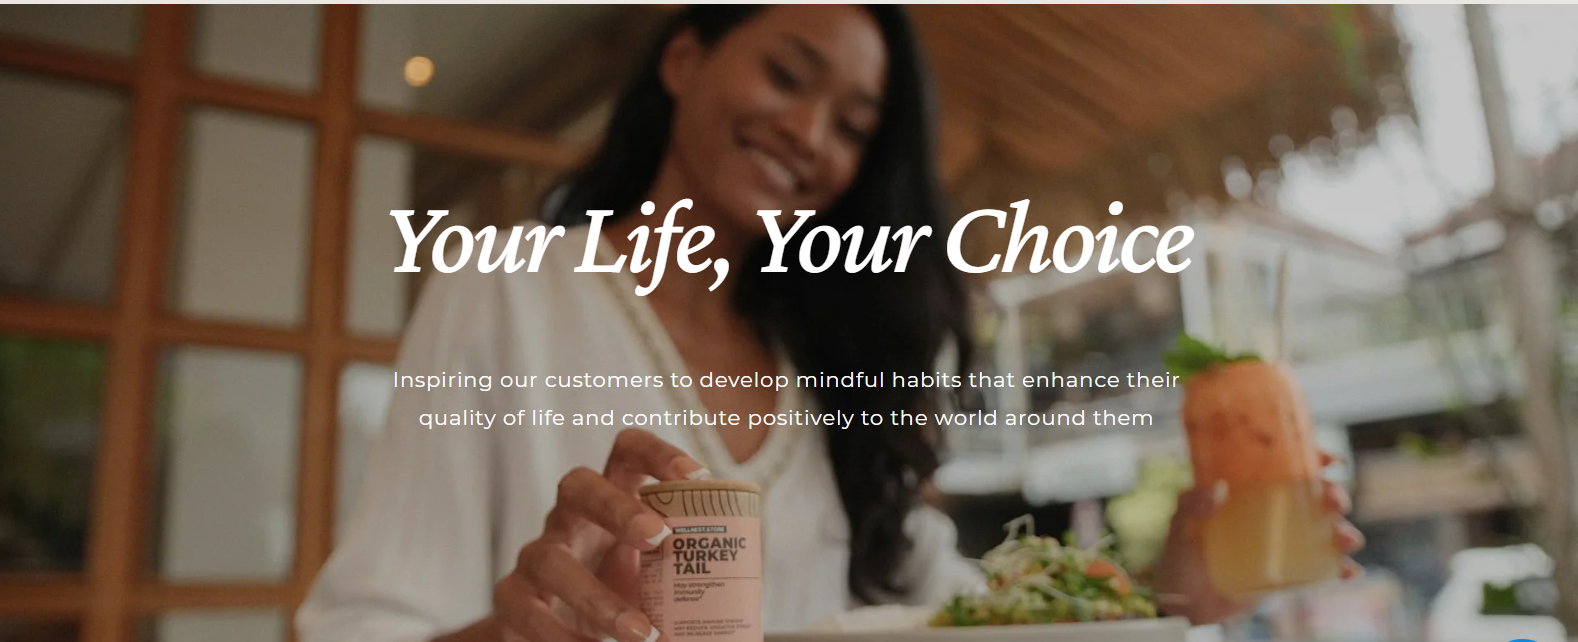 Your Life, Your Choice
Inspiring our customers to develop mindful habits that enhance their
quality of life and contribute positively to the world around them
WELLNEST.STORE
ORGANIC
TURKEY
TAIL
May strengthen
immunity
defense*